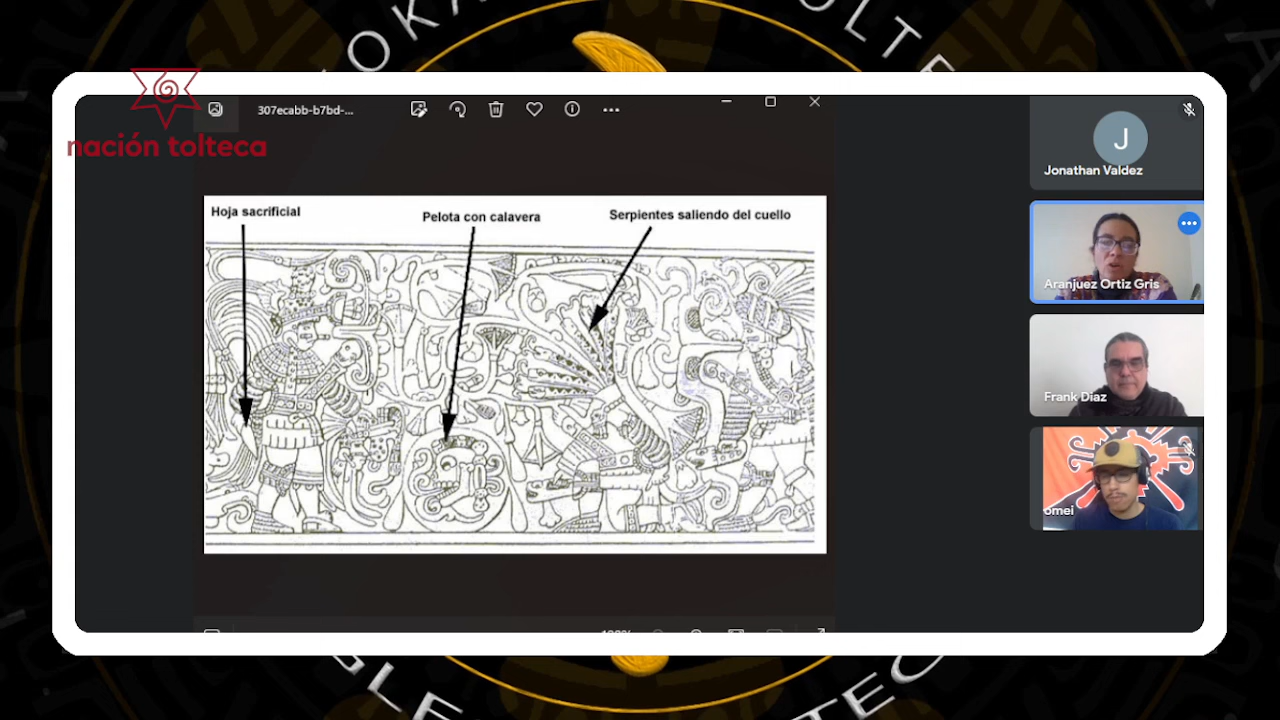 nación tolteca
307ecabb-b7bd-...
Hoja sacrificial
Pelota con calavera
Serpientes saliendo del cuello
J
Jonathan Valdez
Aranjuez Ortiz Gris
Frank Díaz
omei